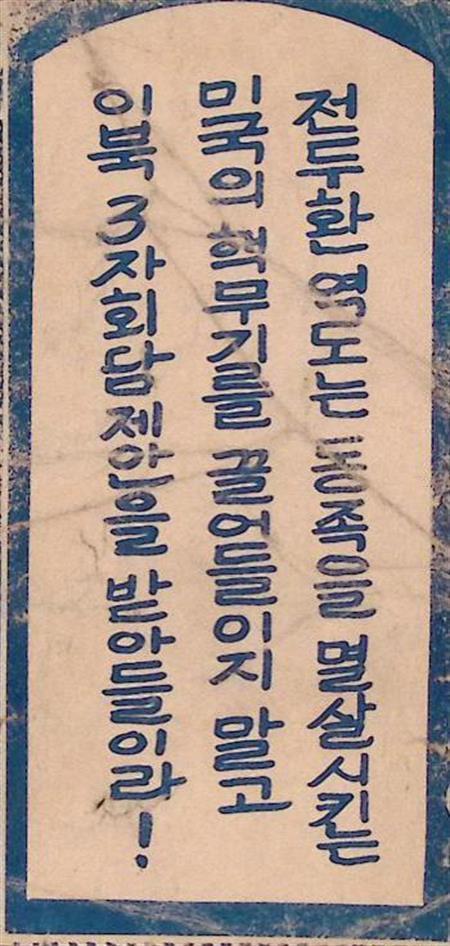 전두환 역도는 동족을 멸살시킨는
미국의 핵무기를 끌어들이지 말고
이북 3자회담제안을 받아들이라!